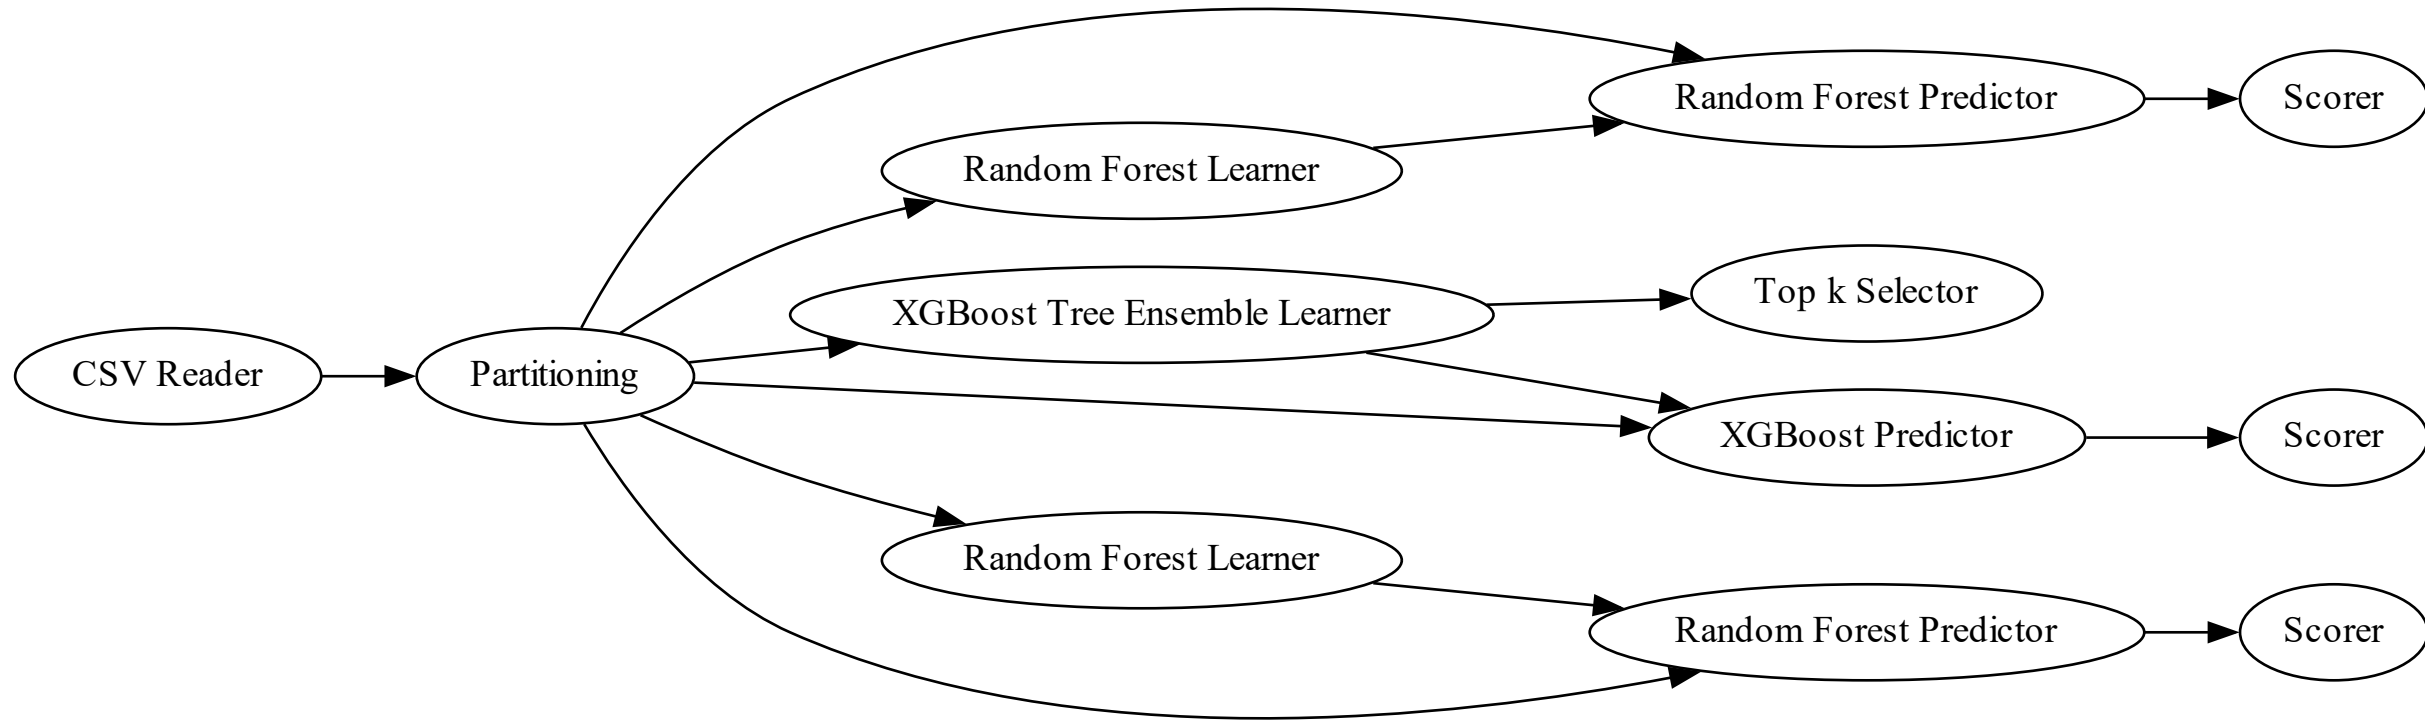 CSV Reader
Partitioning
Random Forest Learner
Random Forest Predictor
Scorer
XGBoost Tree Ensemble Learner
Top k Selector
XGBoost Predictor
Scorer
Random Forest Learner
Random Forest Predictor
Scorer